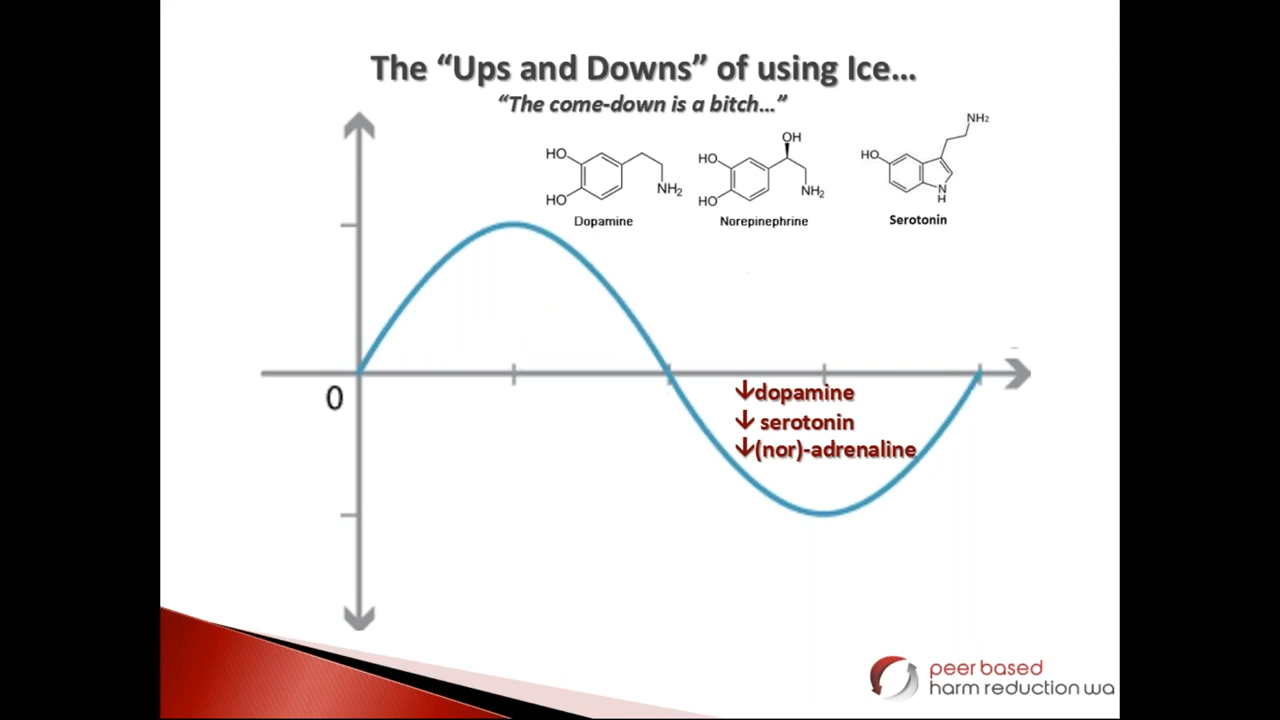 The “Ups and Downs” of using Ice…
“The come-down is a bitch…”
HO
HO
NH₂
Dopamine
HO
HO
OH
NH₂
Norepinephrine
HO
NH₂
N
H
Serotonin
0
↓dopamine
↓ serotonin
↓(nor)-adrenaline
peer based
harm reduction wa